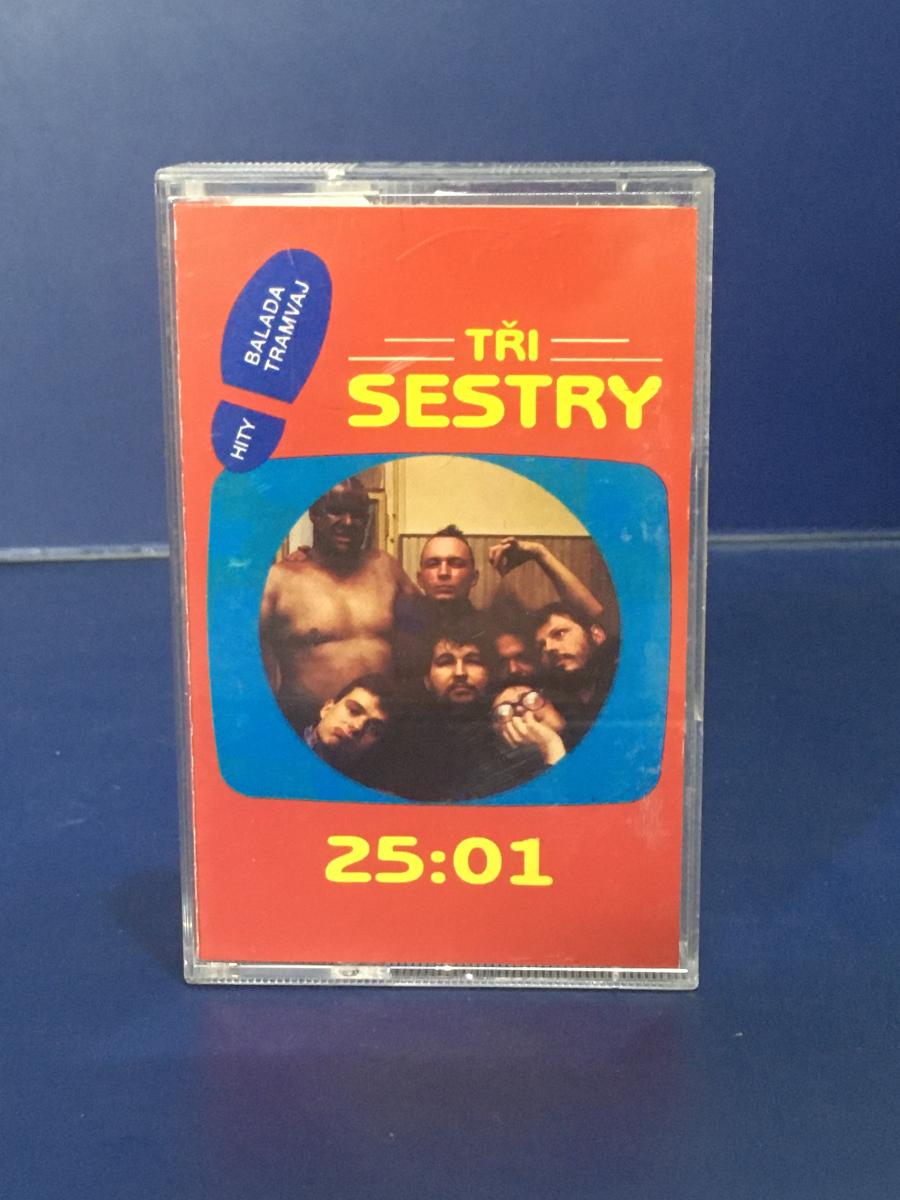 BALADA
TRAMVAJ
HITY
TŘI
SESTRY
25:01